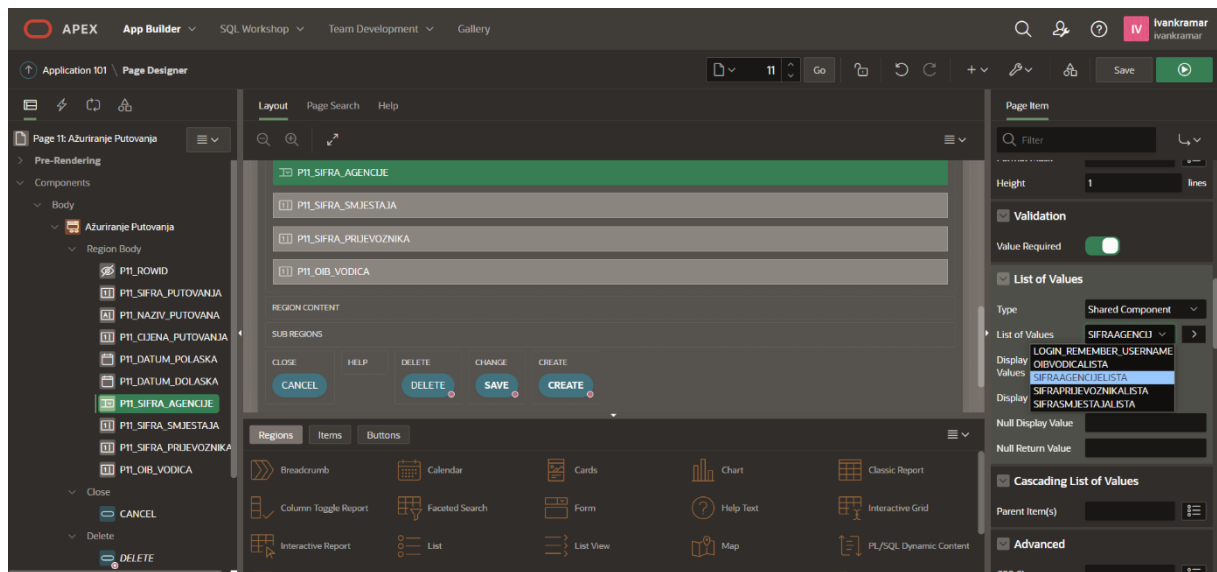 APEX App Builder SQL Workshop Team Development Gallery IV ivankramar
ivankramar
Application 101 \ Page Designer 11 Go Save
Layout Page Search Help
Page Item
Page 11: Ažuriranje Putovanja
Filter
Pre-Rendering
Components
Body
Ažuriranje Putovanja
Region Body
P11_ROWID
P11_SIFRA_PUTOVANJA
P11_NAZIV_PUTOVANA
P11_CIJENA_PUTOVANJA
P11_DATUM_POLASKA
P11_DATUM_DOLASKA
P11_SIFRA_AGENCIJE
P11_SIFRA_SMJESTAJA
P11_SIFRA_PRIJEVOZNIKA
P11_OIB_VODICA
Close
CANCEL
Delete
DELETE
P11_SIFRA_AGENCIJE
P11_SIFRA_SMJESTAJA
P11_SIFRA_PRIJEVOZNIKA
P11_OIB_VODICA
REGION CONTENT
SUB REGIONS
CLOSE HELP DELETE CHANGE CREATE
CANCEL DELETE SAVE CREATE
Regions Items Buttons
Breadcrumb Calendar Cards Chart Classic Report
Column Toggle Report Faceted Search Form Help Text Interactive Grid
Interactive Report List List View Map PL/SQL Dynamic Content
Height 1 lines
Validation
Value Required
List of Values
Type Shared Component
List of Values SIFRAAGENCIJ
Display
Values
LOGIN_REMEMBER_USERNAME
OIBVODICALISTA
SIFRAAGENCIJELISTA
SIFRAPRIJEVOZNIKALISTA
SIFRASMJESTAJALISTA
Display
Null Display Value
Null Return Value
Cascading List of Values
Parent Item(s)
Advanced